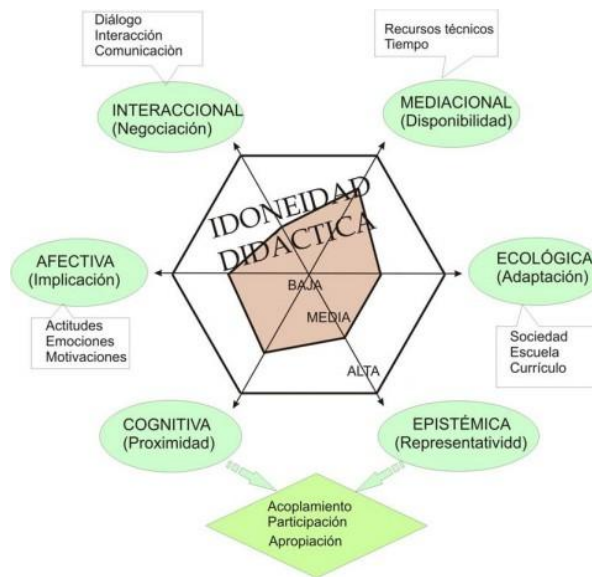 Diálogo
Interacción
Comunicaciòn
Recursos técnicos
Tiempo
INTERACCIONAL
(Negociación)
MEDIACIONAL
(Disponibilidad)
IDONEIDAD
DIDACTICA
AFECTIVA
(Implicación)
ECOLÓGICA
(Adaptación)
BAJA
MEDIA
ALTA
Actitudes
Emociones
Motivaciones
Sociedad
Escuela
Currículo
COGNITIVA
(Proximidad)
EPISTÉMICA
(Representatividd)
Acoplamiento
Participación
Apropiación